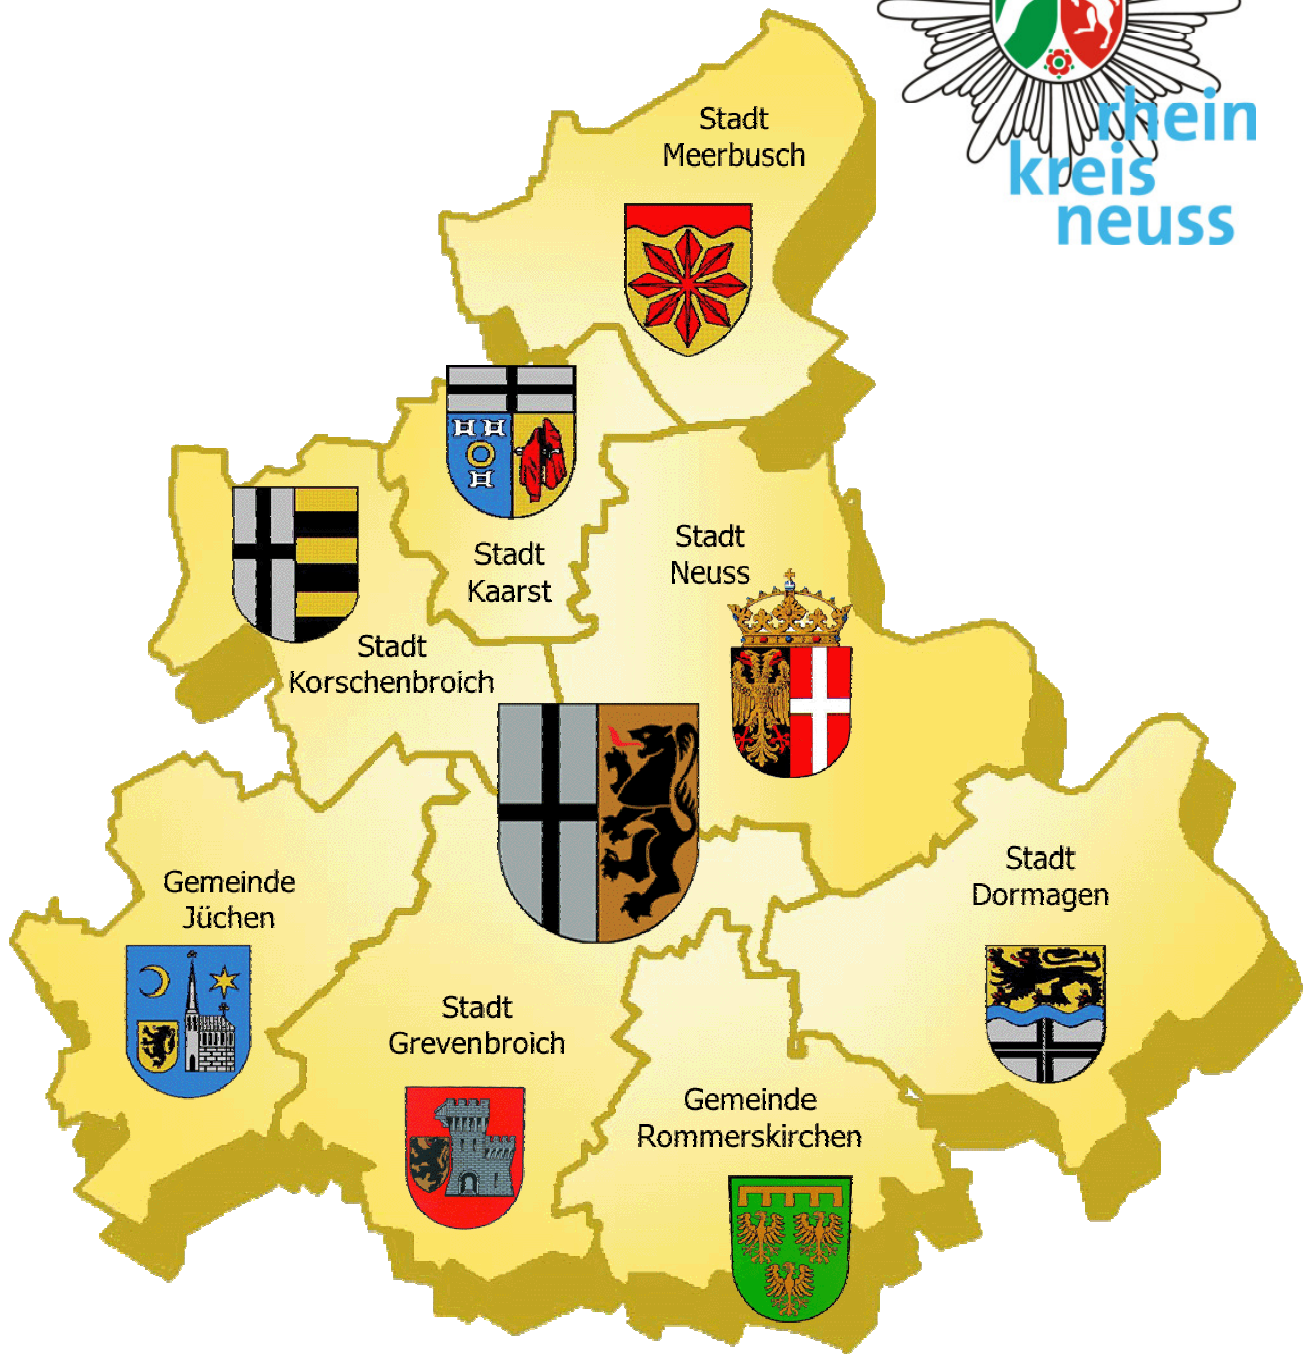 rhein
kreis
neuss
Stadt
Meerbusch
Stadt
Kaarst
Stadt
Neuss
Stadt
Korschenbroich
Stadt
Dormagen
Gemeinde
Jüchen
Stadt
Grevenbroich
Gemeinde
Rommerskirchen